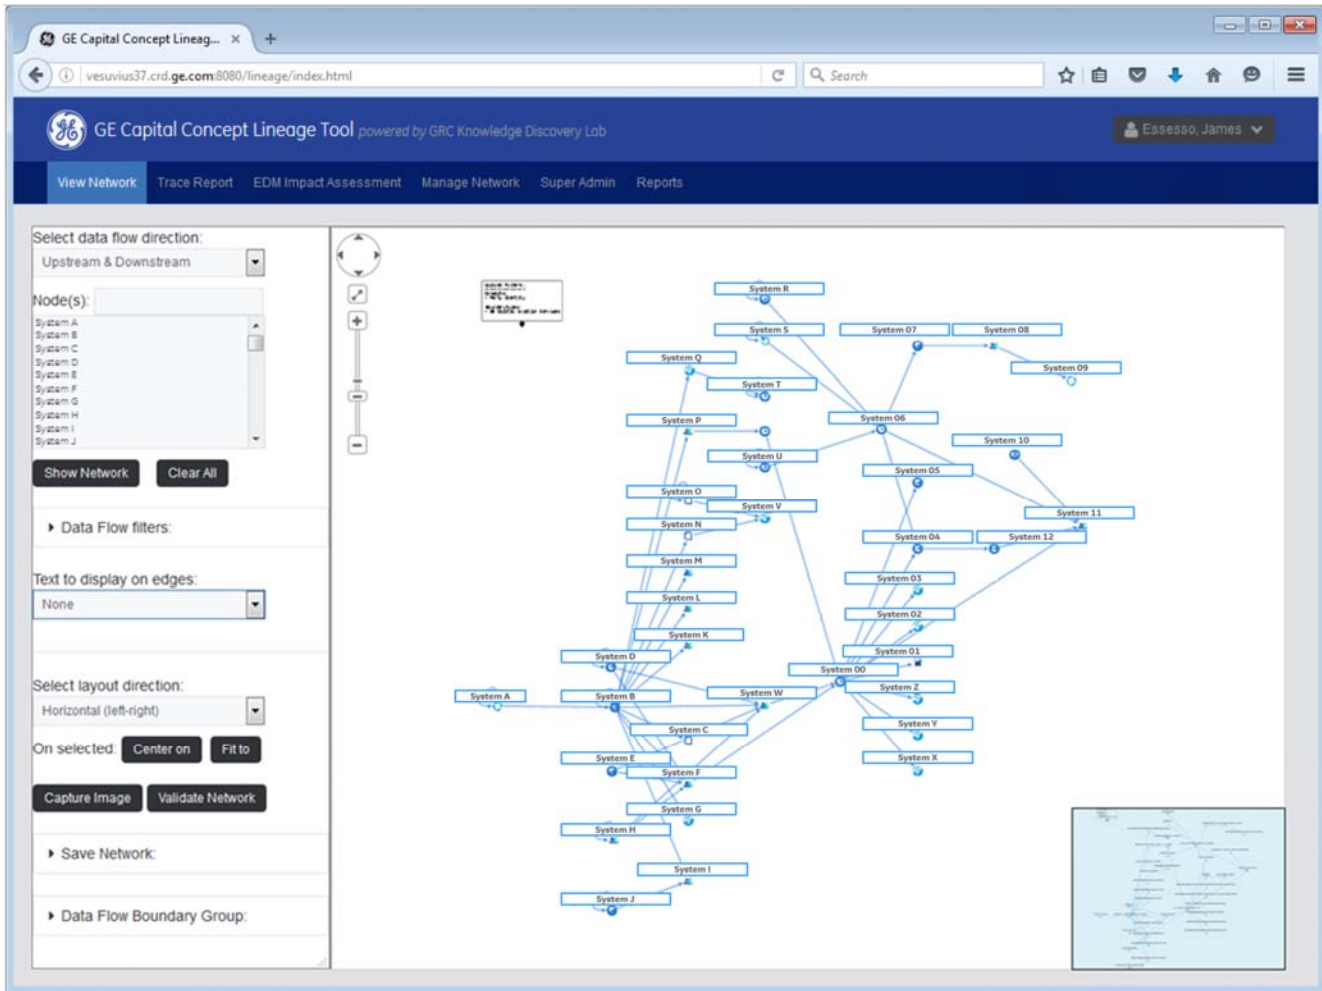 GE Capital Concept Lineag... × +
vesuvius37.crd.ge.com:8080/lineage/index.html
Search
GE Capital Concept Lineage Tool powered by GRC Knowledge Discovery Lab
Essesso, James
View Network Trace Report EDM Impact Assessment Manage Network Super Admin Reports
Select data flow direction:
Upstream & Downstream
Node(s):
System A
System B
System C
System D
System E
System F
System G
System H
System I
System J
Show Network Clear All
Data Flow filters:
Text to display on edges:
None
Select layout direction:
Horizontal (left-right)
On selected: Center on Fit to
Capture Image Validate Network
Save Network:
Data Flow Boundary Group:
System R
System S System 07 System 08
System Q System 09
System T
System P System 06
System 10
System U
System 05
System O
System V System 11
System N
System 04 System 12
System M
System 03
System L
System 02
System K
System D System 01
System 00
System A System B System W System Z
System C System Y
System E System X
System F
System G
System H
System I
System J